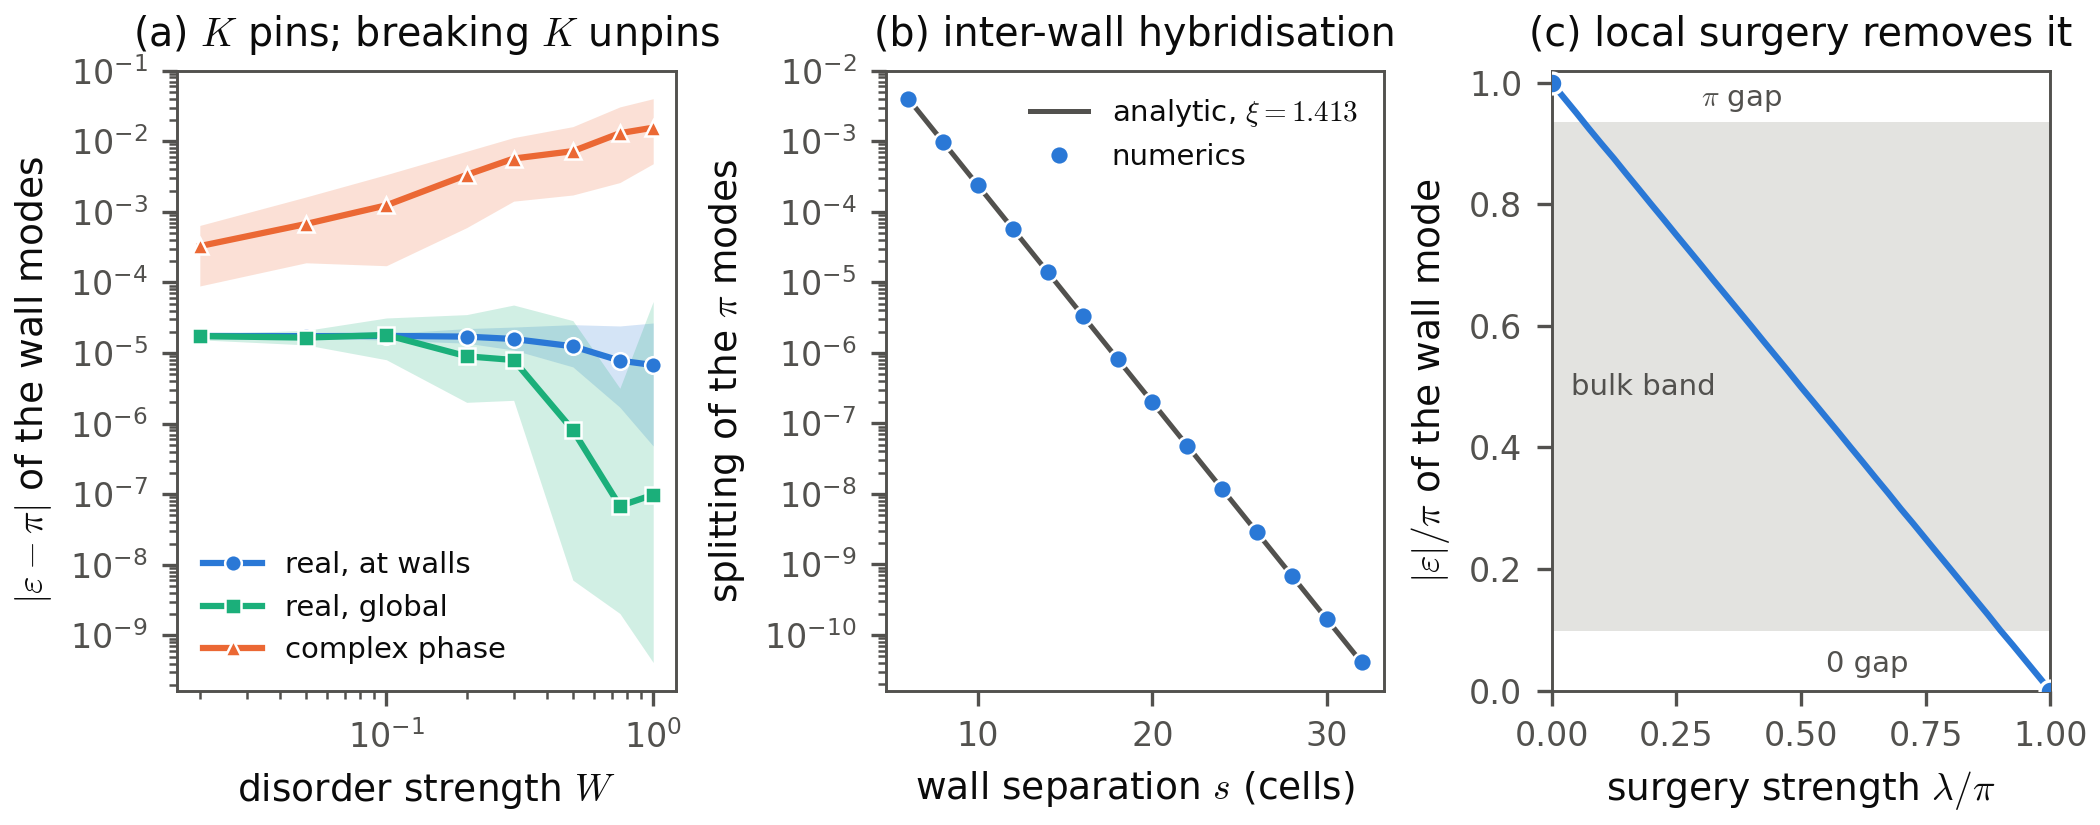 (a) K pins; breaking K unpins
|ε − π| of the wall modes
10⁻¹
10⁻²
10⁻³
10⁻⁴
10⁻⁵
10⁻⁶
10⁻⁷
10⁻⁸
10⁻⁹
real, at walls
real, global
complex phase
10⁻¹
10⁰
disorder strength W
(b) inter-wall hybridisation
splitting of the π modes
10⁻²
10⁻³
10⁻⁴
10⁻⁵
10⁻⁶
10⁻⁷
10⁻⁸
10⁻⁹
10⁻¹⁰
analytic, ξ = 1.413
numerics
10
20
30
wall separation s (cells)
(c) local surgery removes it
|ε|/π of the wall mode
1.0
0.8
0.6
0.4
0.2
0.0
π gap
bulk band
0 gap
0.00
0.25
0.50
0.75
1.00
surgery strength λ/π